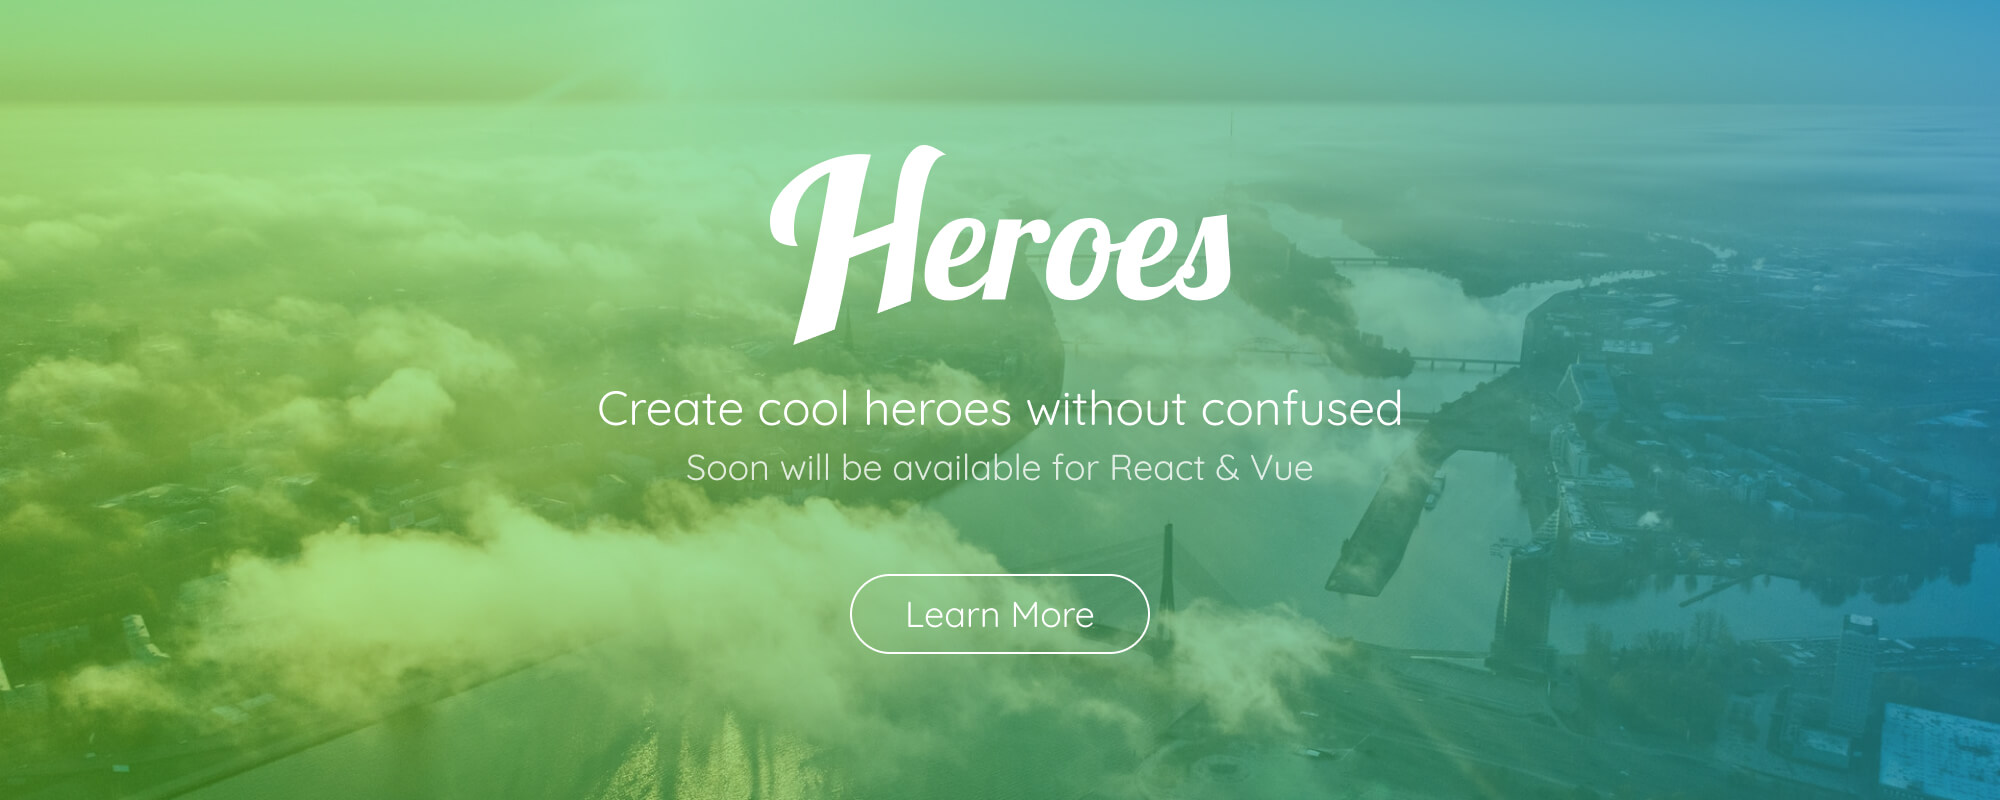 Heroes
Create cool heroes without confused
Soon will be available for React & Vue
Learn More